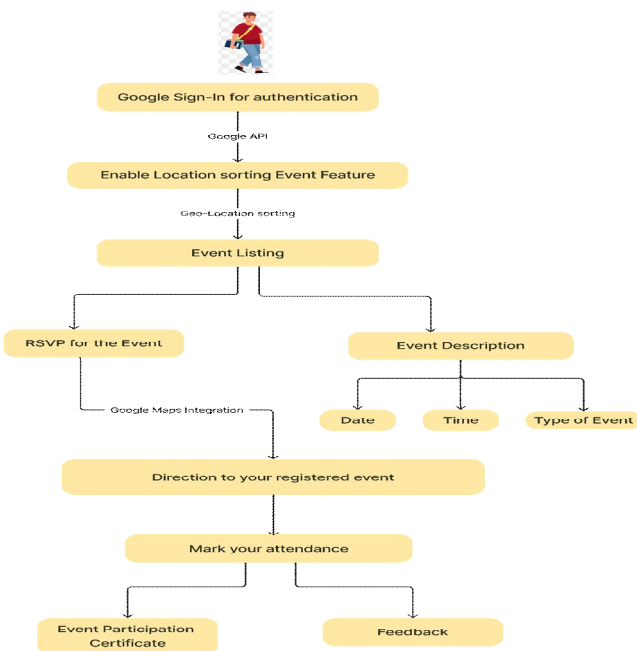 Google Sign-In for authentication
Google API
Enable Location sorting Event Feature
Geo-Location sorting
Event Listing
RSVP for the Event
Event Description
Google Maps Integration
Date
Time
Type of Event
Direction to your registered event
Mark your attendance
Event Participation
Certificate
Feedback